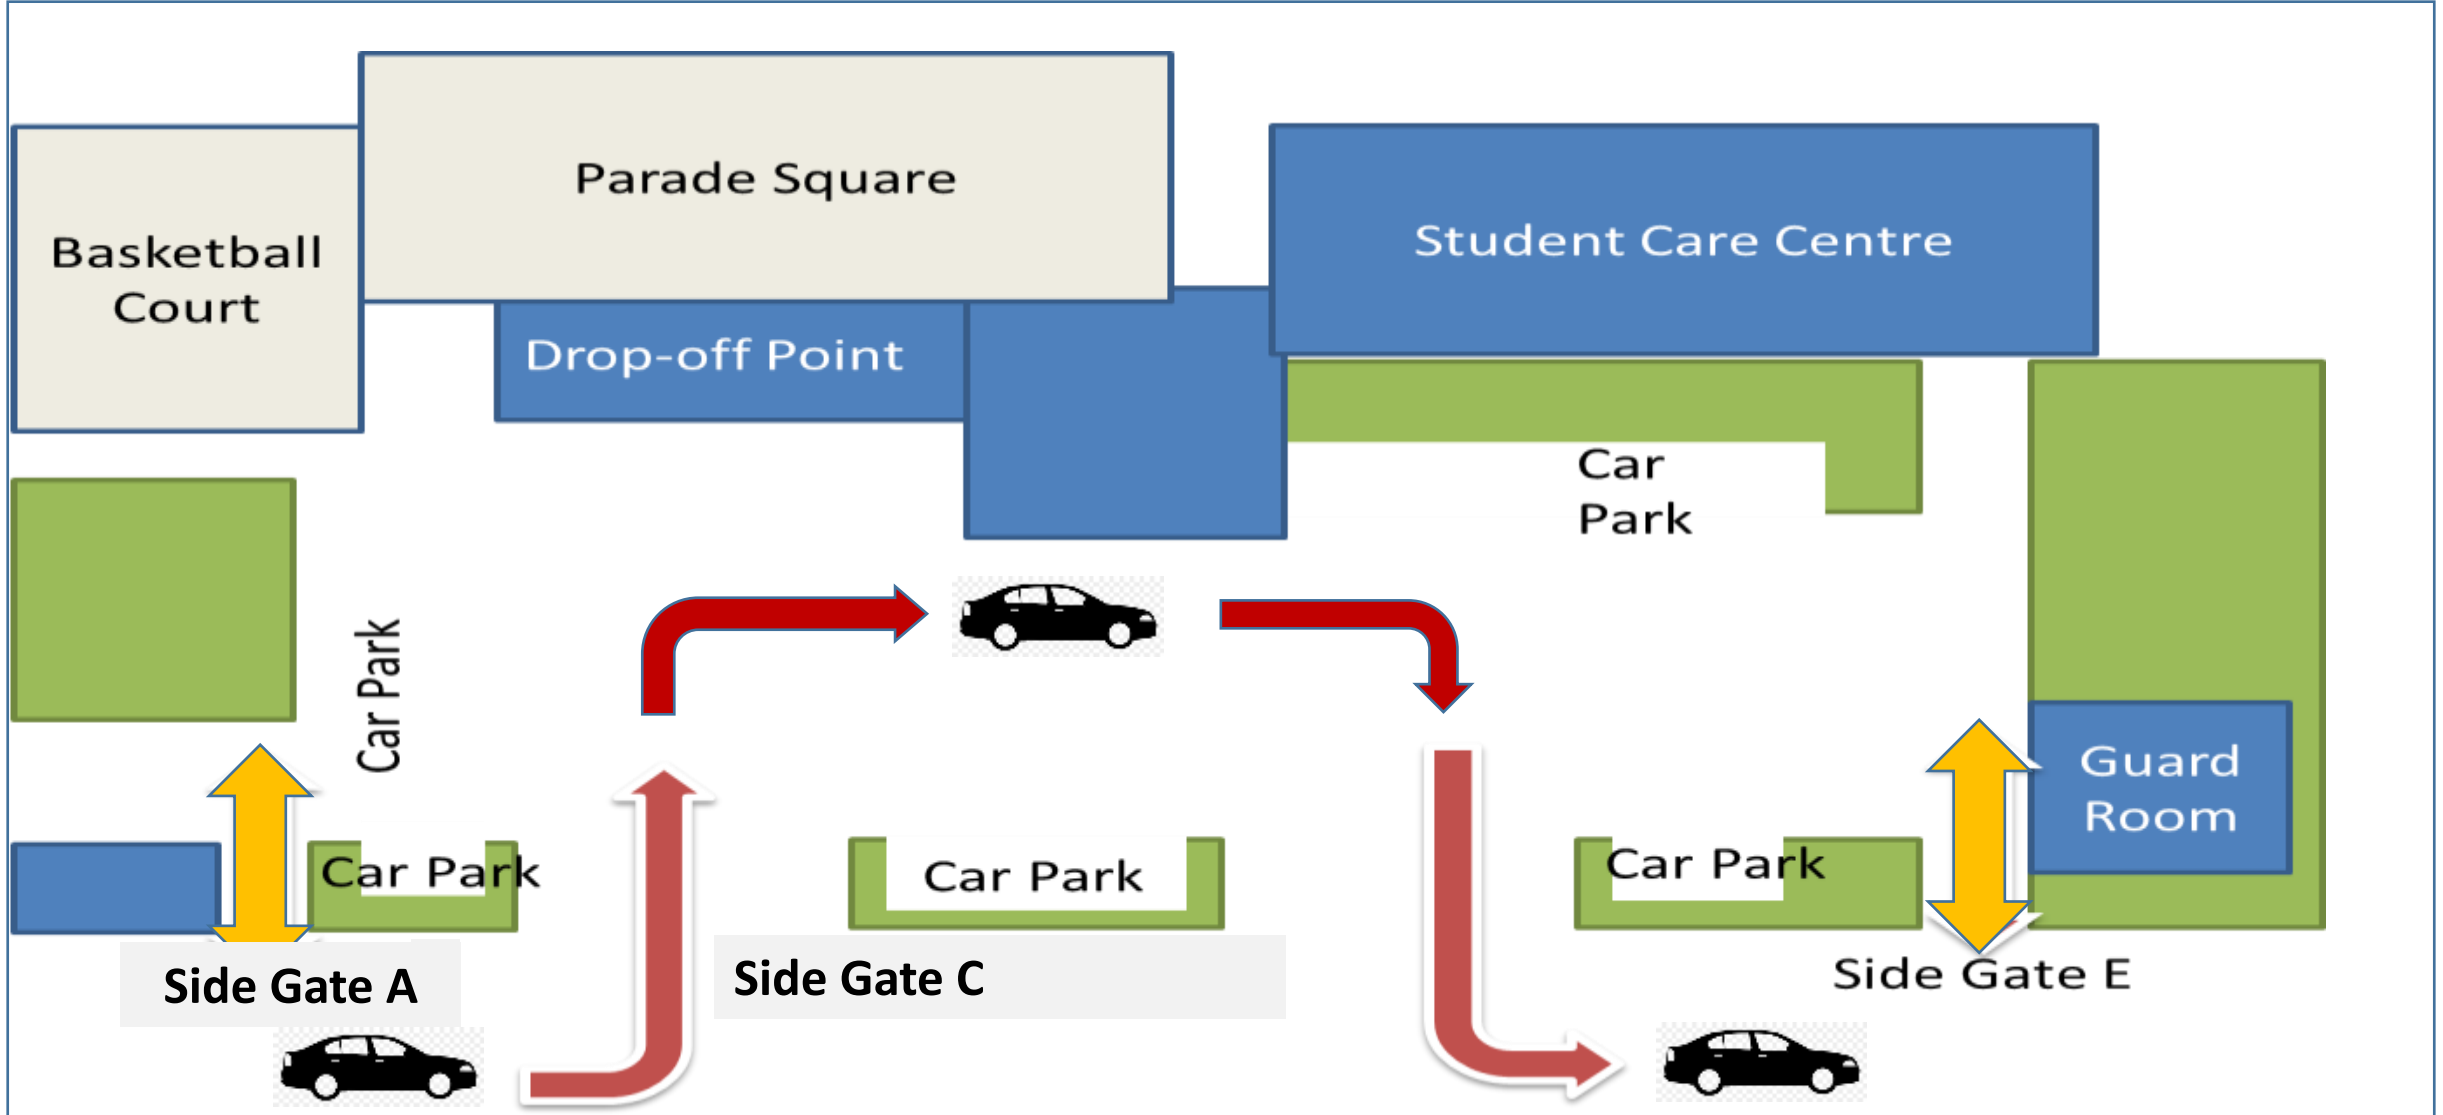 Parade Square
Basketball
Court
Student Care Centre
Drop-off Point
Car
Park
Car Park
Guard
Room
Car Park
Car Park
Car Park
Side Gate A
Side Gate C
Side Gate E